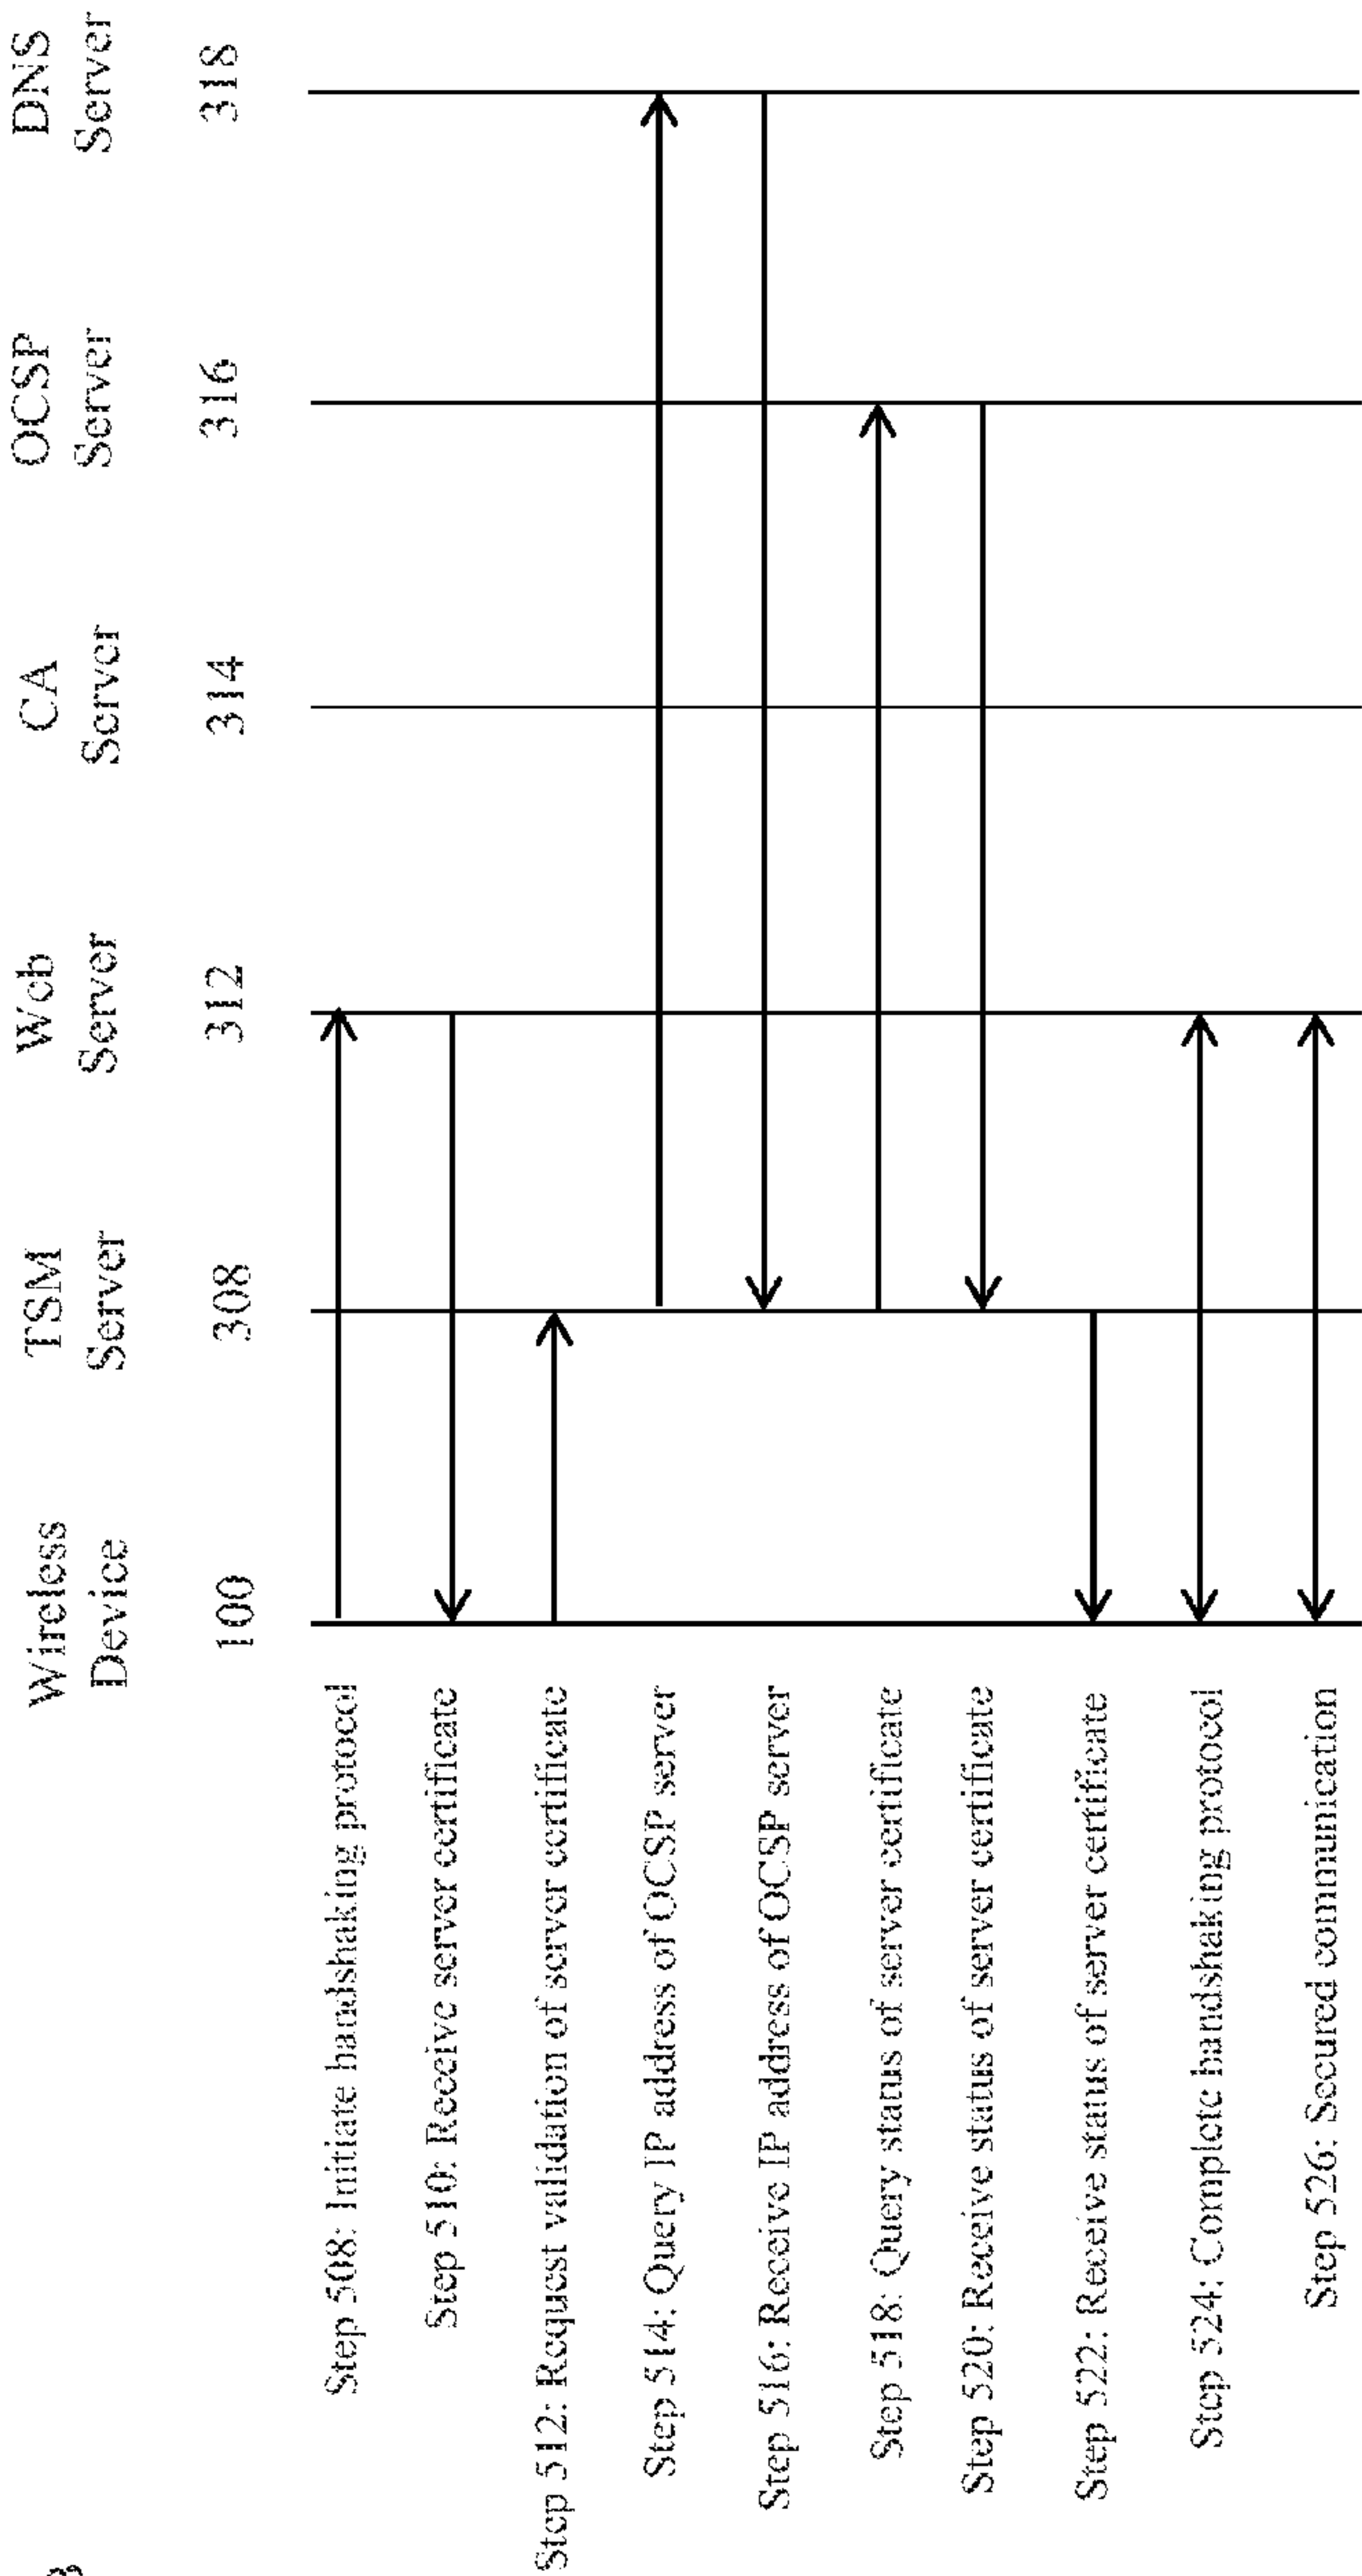 Wireless
Device
100
TSM
Server
308
Web
Server
312
CA
Server
314
OCSP
Server
316
DNS
Server
318
Step 508: Initiate handshaking protocol
Step 510: Receive server certificate
Step 512: Request validation of server certificate
Step 514: Query IP address of OCSP server
Step 516: Receive IP address of OCSP server
Step 518: Query status of server certificate
Step 520: Receive status of server certificate
Step 522: Receive status of server certificate
Step 524: Complete handshaking protocol
Step 526: Secured communication